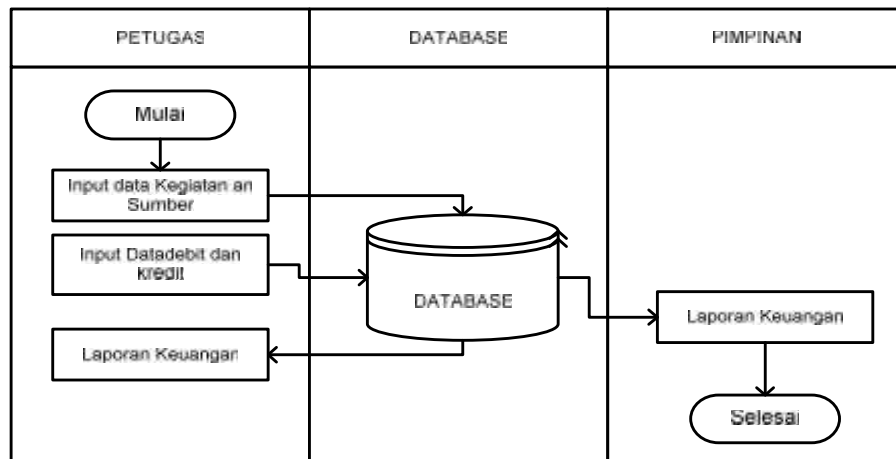 PETUGAS
DATABASE
PIMPINAN
Mulai
Input data Kegiatan an
Sumber
Input Datadebit dan
kredit
DATABASE
Laporan Keuangan
Laporan Keuangan
Selesai